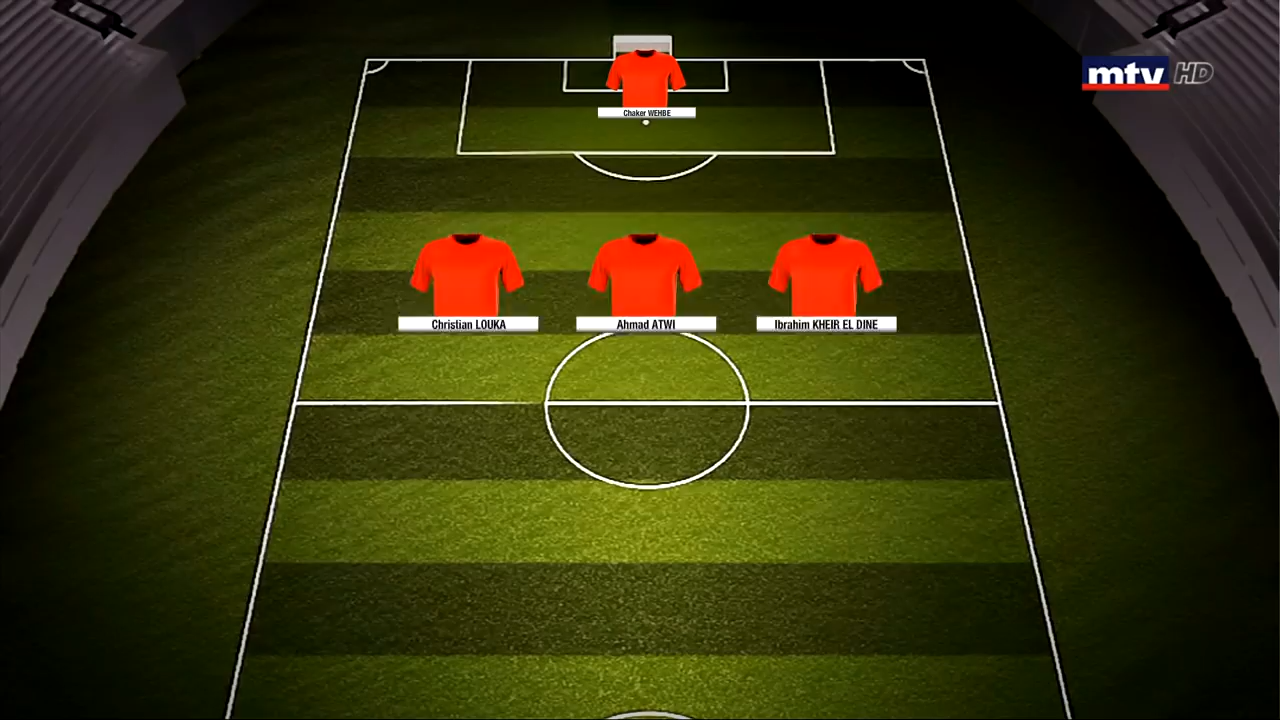 mtv HD
Chaker WEHBE
Christian LOUKA
Ahmad ATWI
Ibrahim KHEIR EL DINE